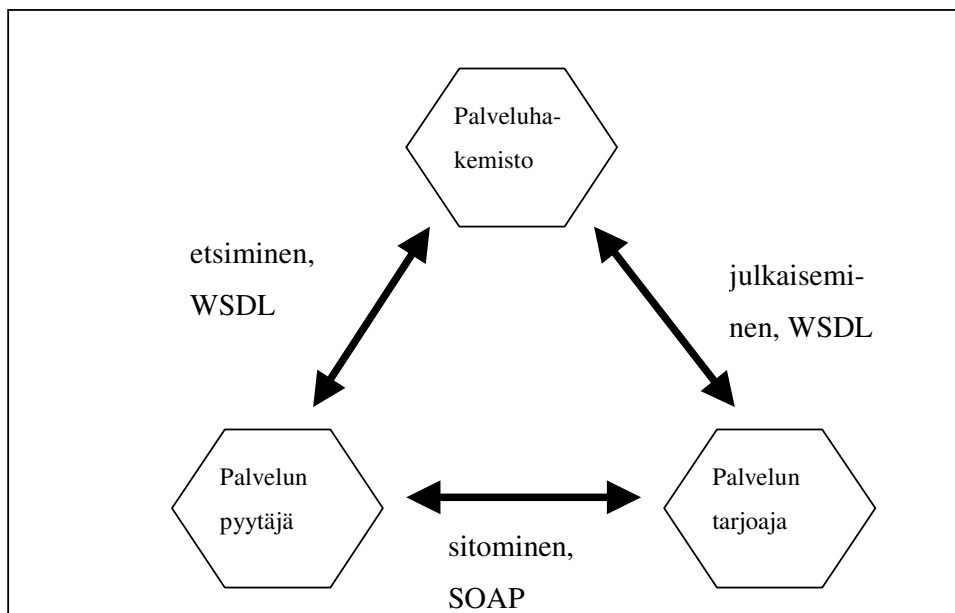 Palveluha-
kemisto
etsiminen,
WSDL
julkaisemi-
nen, WSDL
Palvelun
pyytäjä
Palvelun
tarjoaja
sitominen,
SOAP